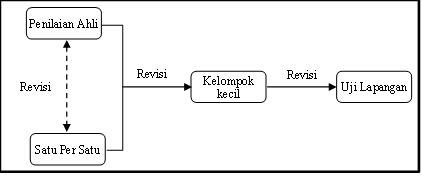 Penilaian Ahli
Revisi
Satu Per Satu
Revisi
Kelompok
kecil
Revisi
Uji Lapangan